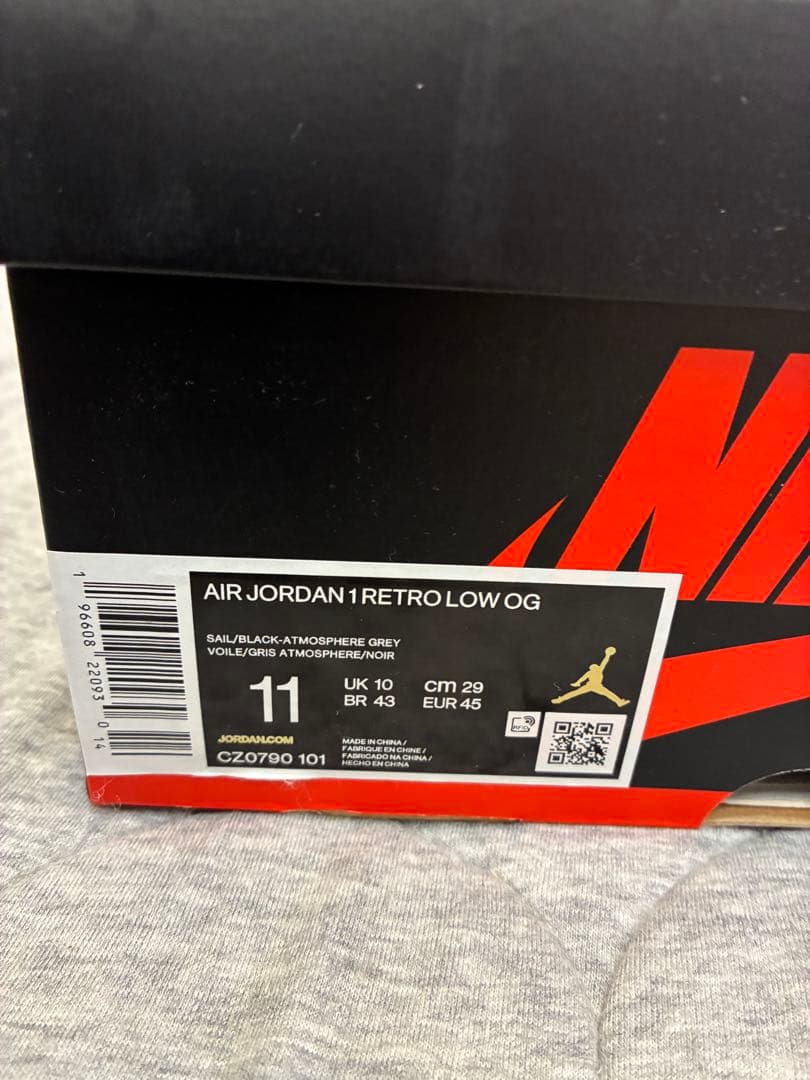 AIR JORDAN 1 RETRO LOW OG
SAIL/BLACK-ATMOSPHERE GREY
VOILE/GRIS ATMOSPHERE/NOIR
11
UK 10
BR 43
cm 29
EUR 45
JORDAN.COM
CZ0790 101
MADE IN CHINA /
FABRIQUE EN CHINE /
FABRICADO NA CHINA /
HECHO EN CHINA
1 96608 22093 0 14